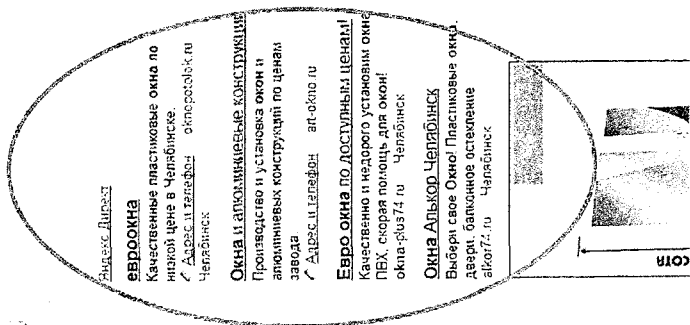 Яндекс.Директ
евроокна
Качественные пластиковые окна по
низкой цене в Челябинске.
✓ Адрес и телефон oknopotolok.ru
Челябинск
Окна и алюминиевые конструкции
Производство и установка окон и
алюминиевых конструкций по ценам
завода.
✓ Адрес и телефон art-okno.ru
Евро окна по доступным ценам!
Качественно и недорого установим окна
ПВХ, скорая помощь для окон!
okna-plus74.ru Челябинск
Окна Алькор Челябинск
Выбери свое Окно! Пластиковые окна,
двери, балконное остекление
alkor74.ru Челябинск